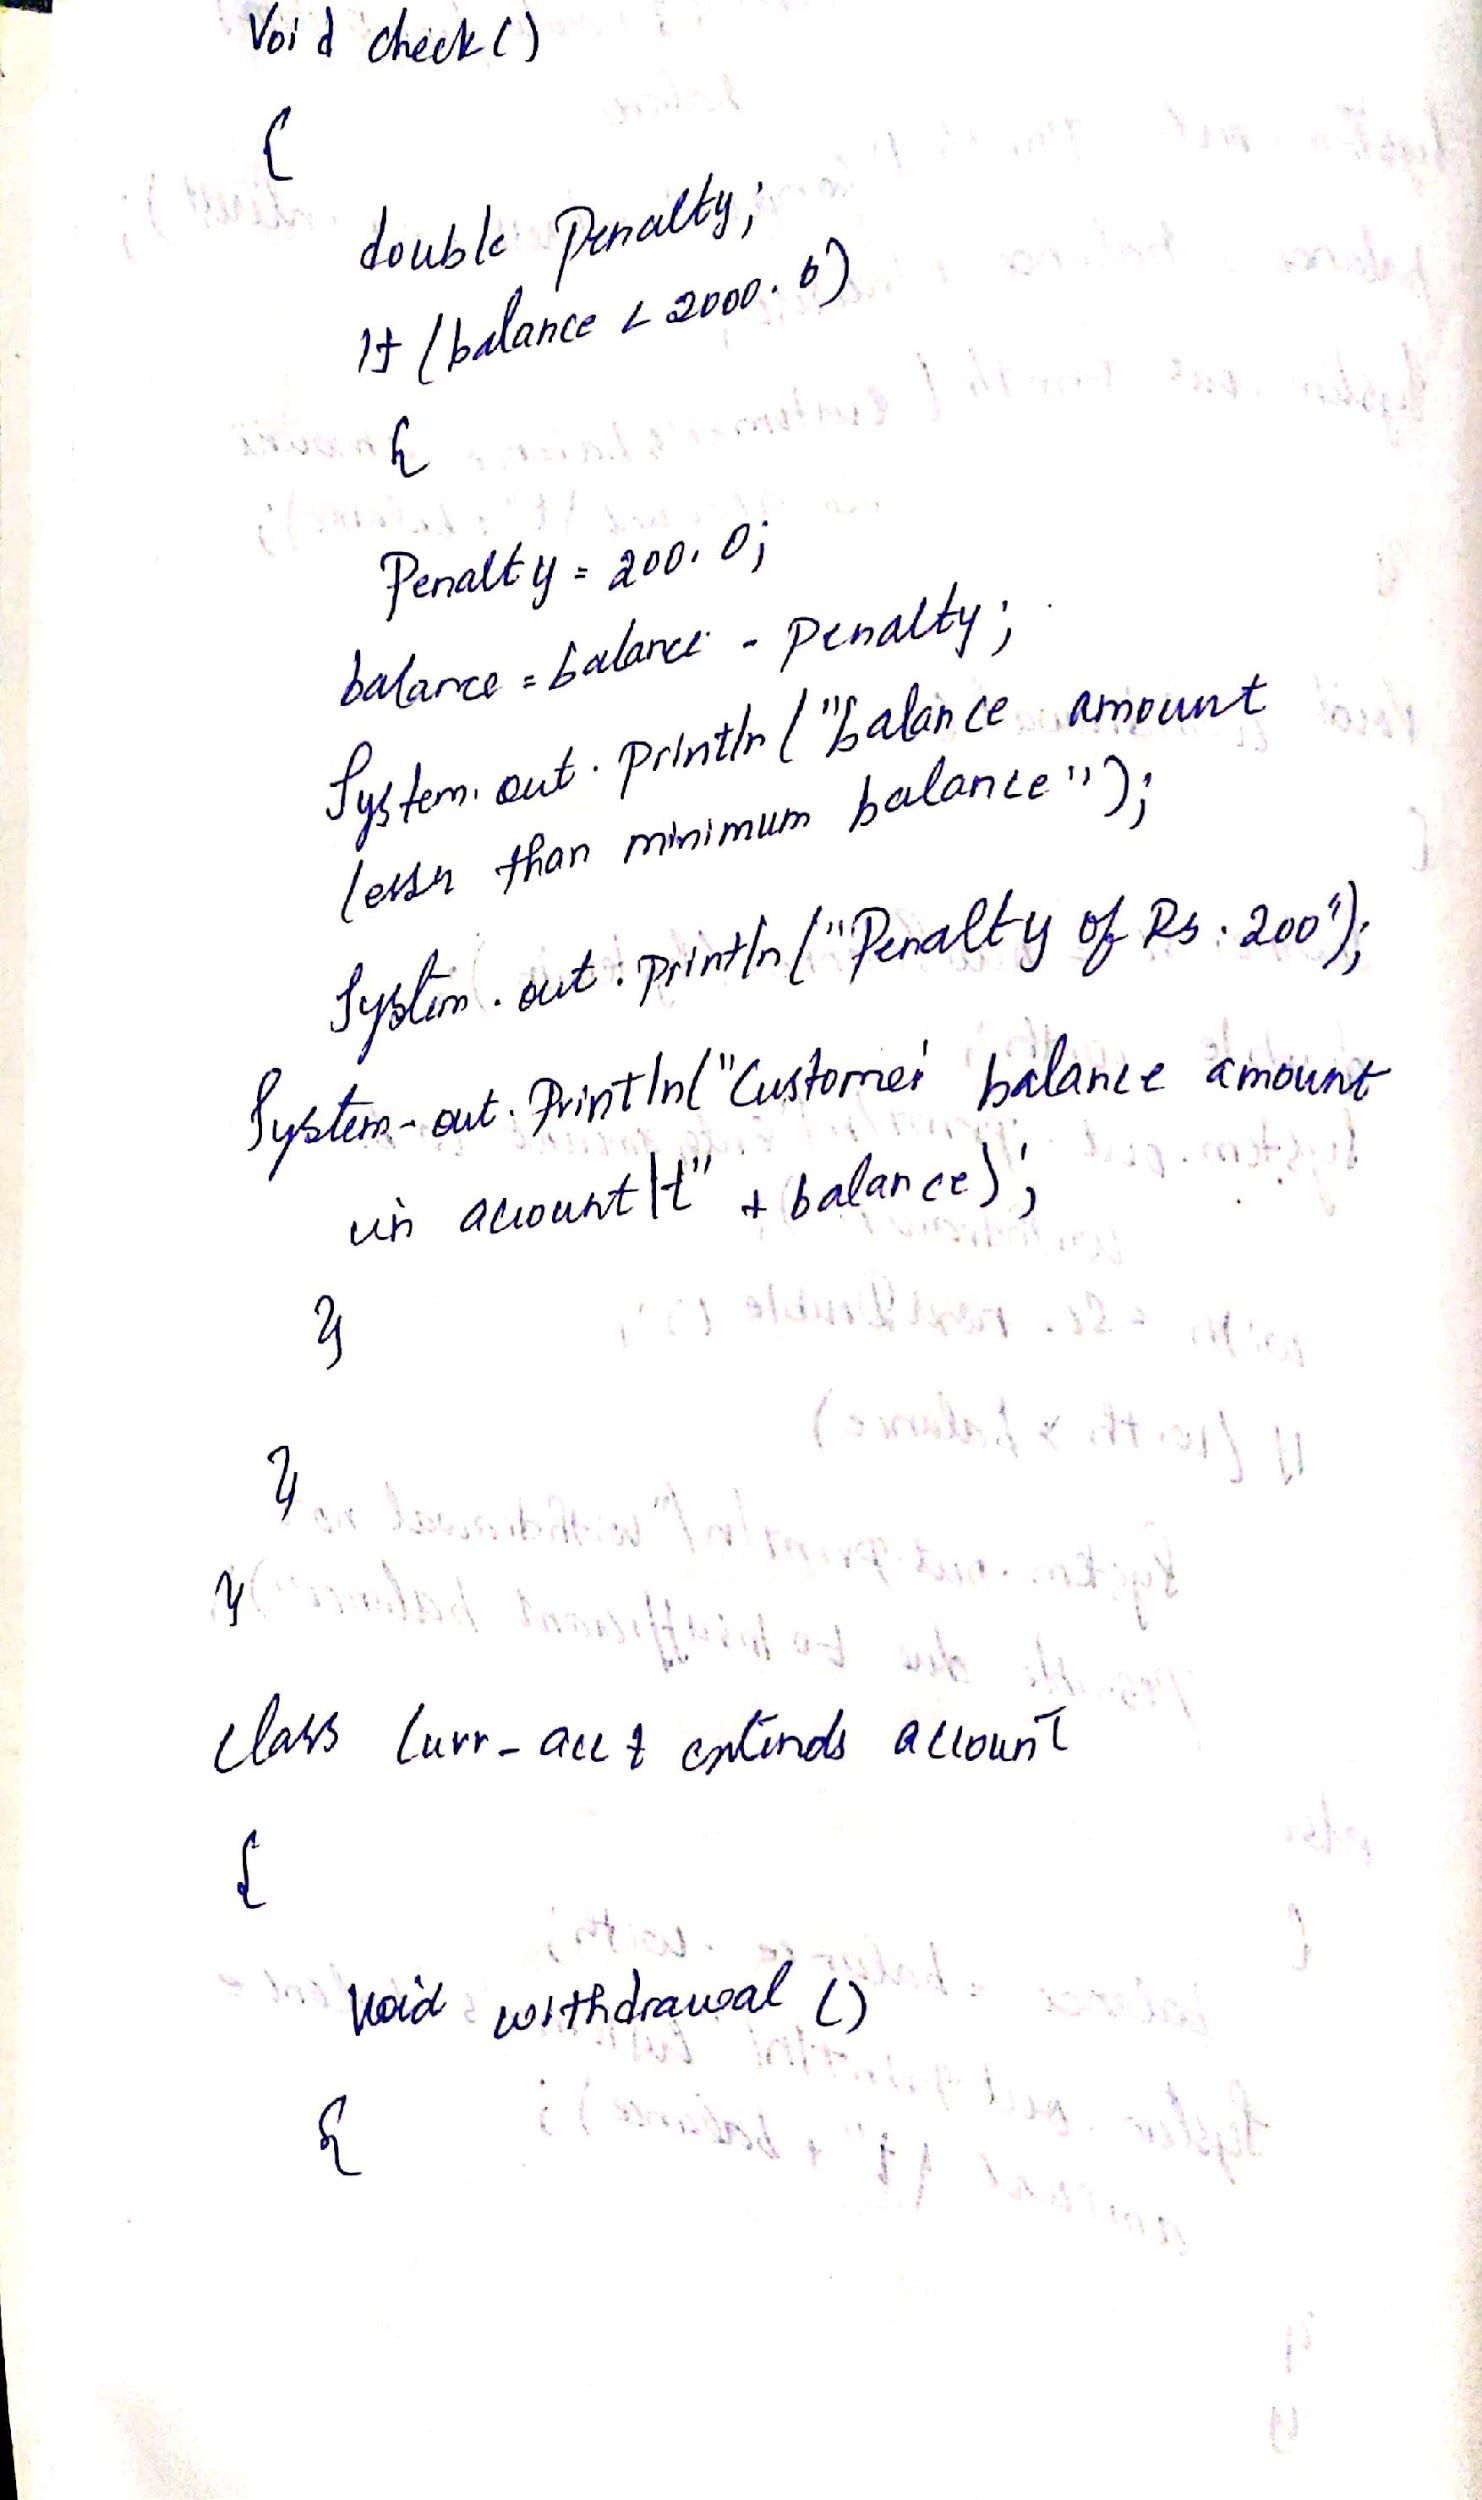 Void check()
{
double Penalty;
if (balance < 2000.0)
{
Penalty = 200.0;
balance = balance - Penalty;
System.out.println("balance amount
less than minimum balance");
System.out.println("Penalty of Rs.200");
System.out.Println("Customer balance amount
in account\t" + balance);
}
}
}
class Curr-acct extends account
{
Void withdrawal ()
{